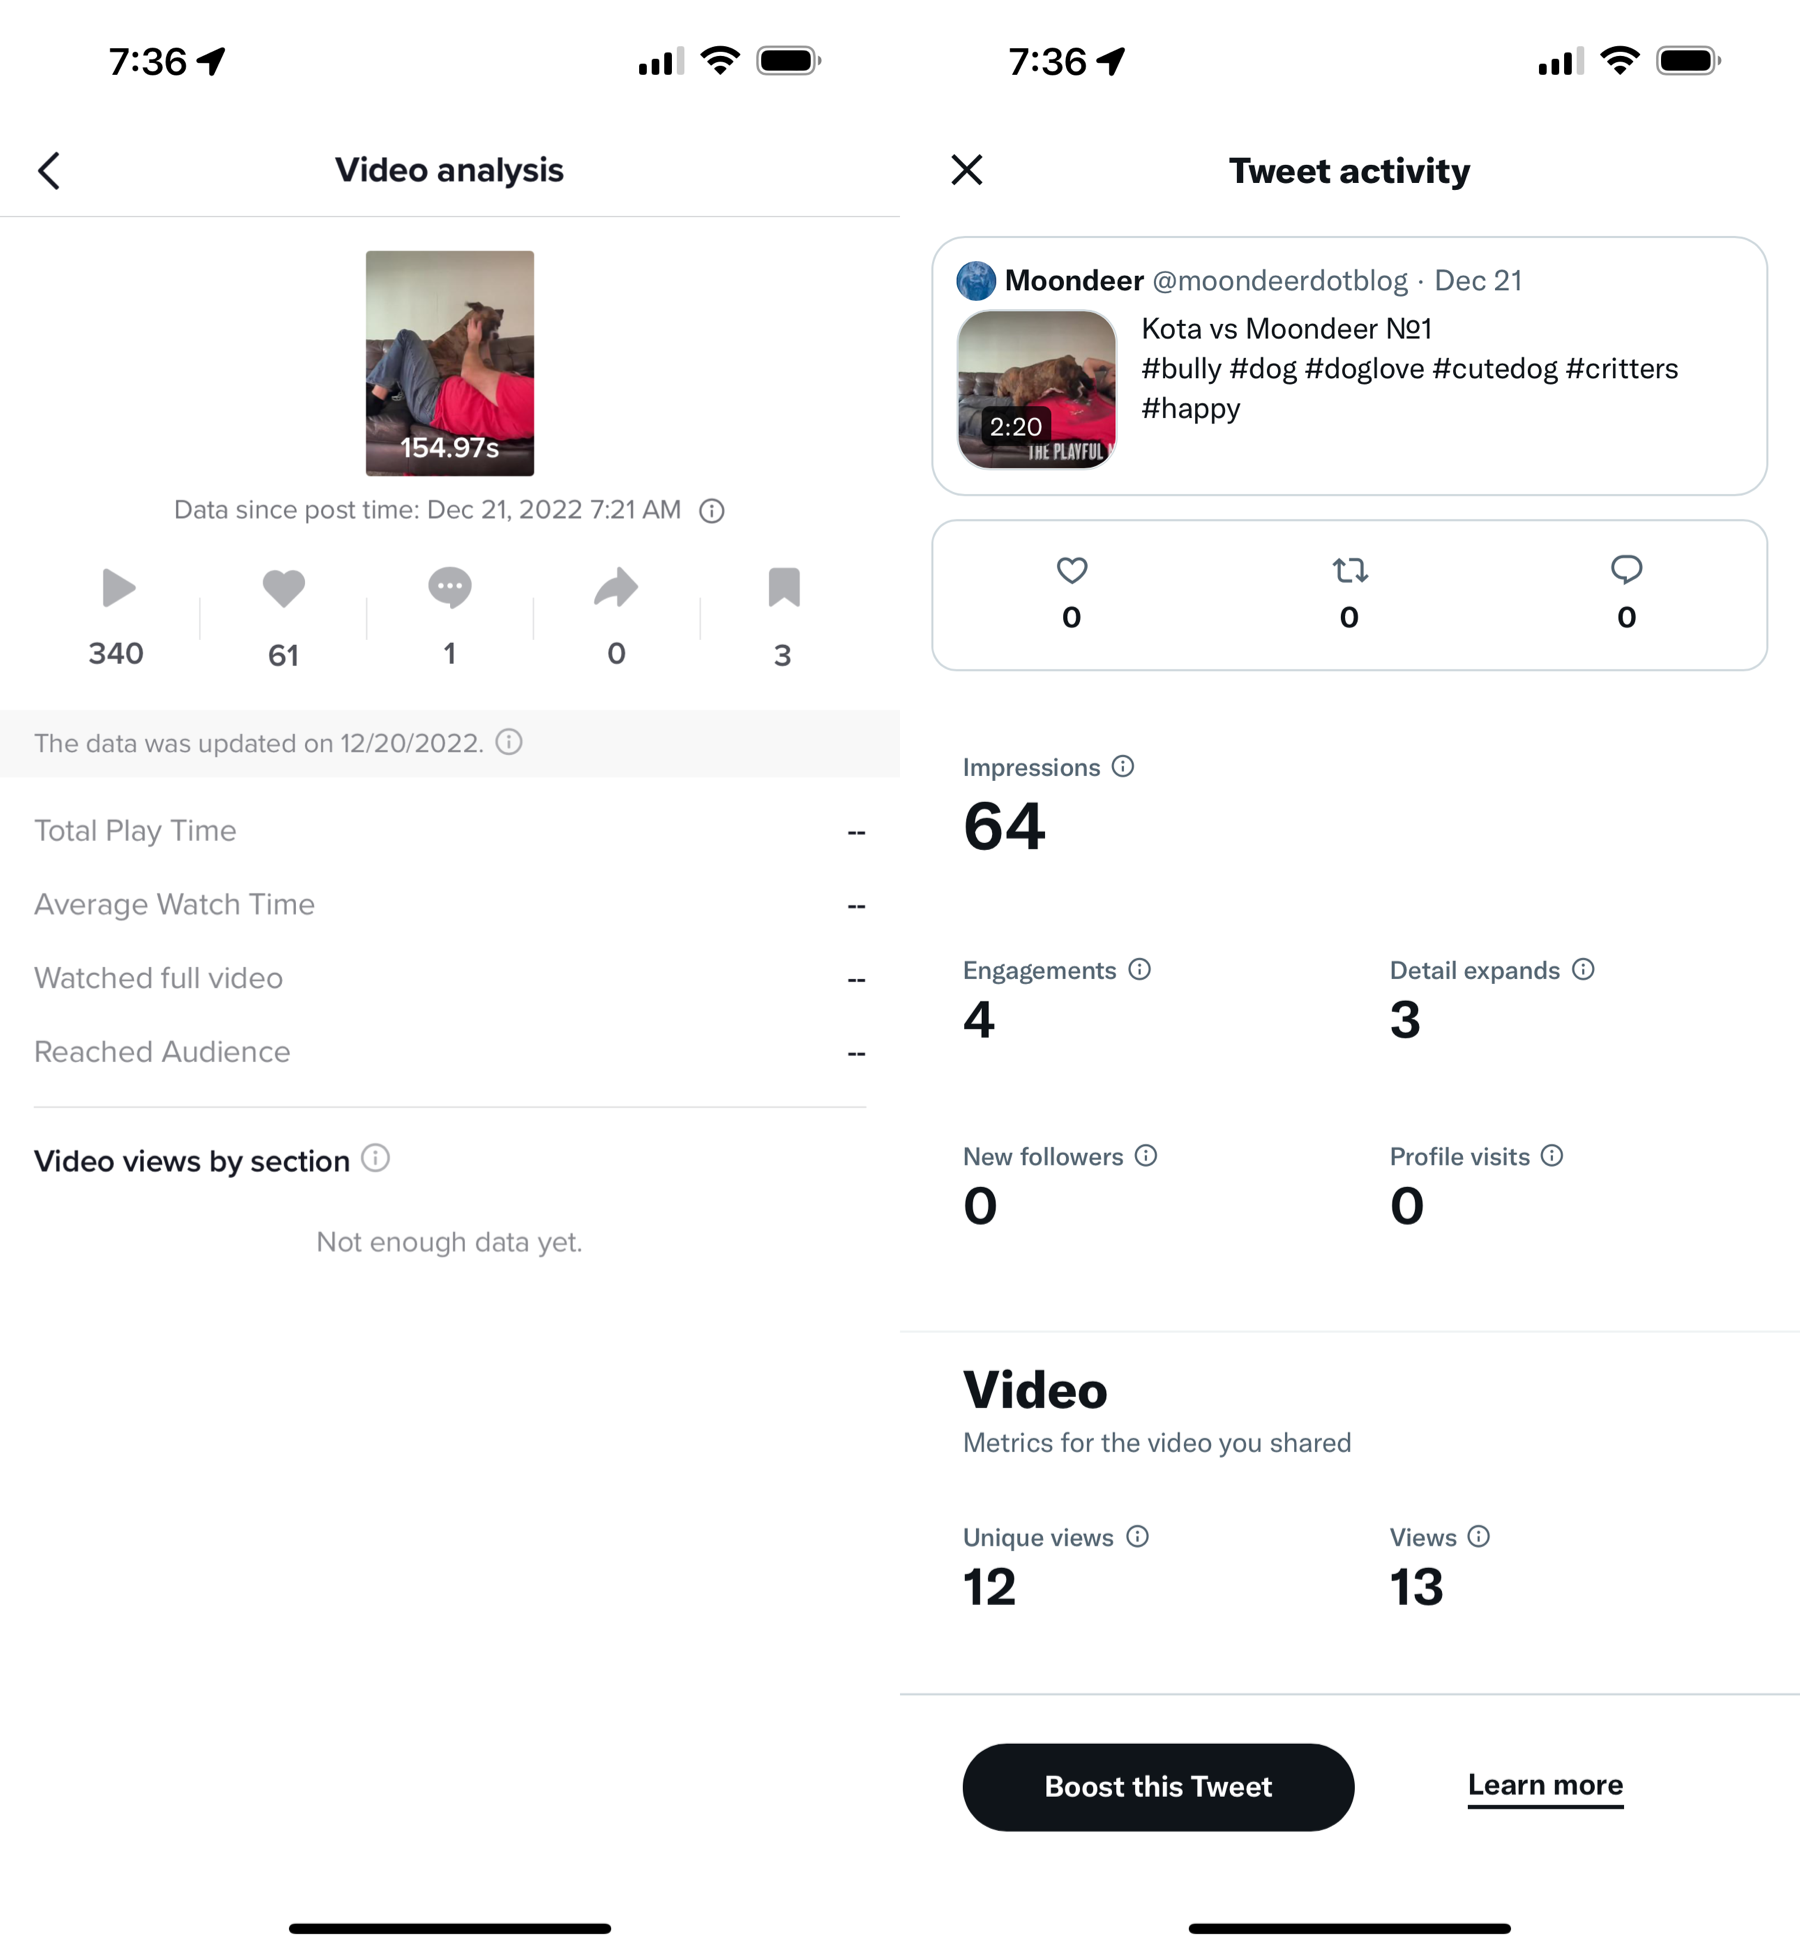 7:36
Video analysis
154.97s
Data since post time: Dec 21, 2022 7:21 AM
340
61
1
0
3
The data was updated on 12/20/2022.
Total Play Time --
Average Watch Time --
Watched full video --
Reached Audience --
Video views by section
Not enough data yet.
7:36
Tweet activity
Moondeer @moondeerdotblog · Dec 21
Kota vs Moondeer №1
#bully #dog #doglove #cutedog #critters
#happy
2:20
THE PLAYFUL
0
0
0
Impressions
64
Engagements
4
Detail expands
3
New followers
0
Profile visits
0
Video
Metrics for the video you shared
Unique views
12
Views
13
Boost this Tweet
Learn more